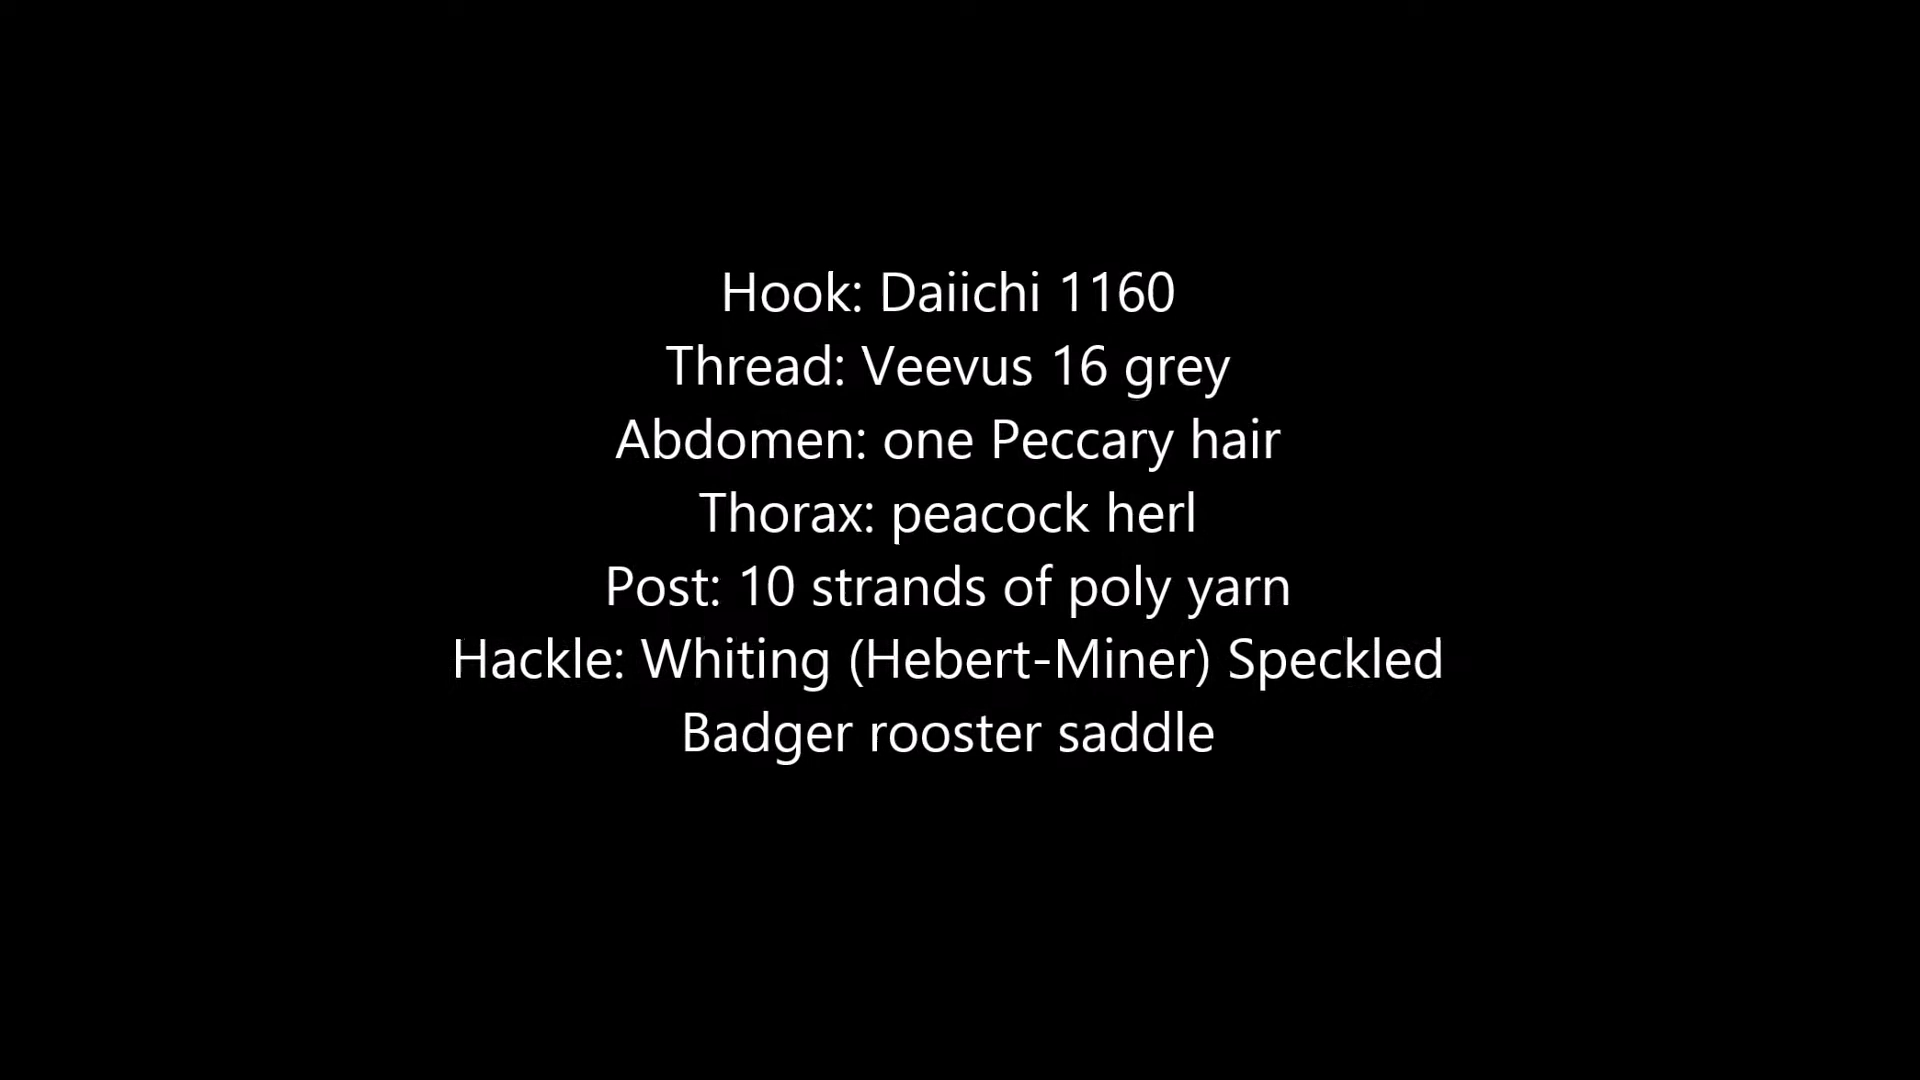 Hook: Daiichi 1160
Thread: Veevus 16 grey
Abdomen: one Peccary hair
Thorax: peacock herl
Post: 10 strands of poly yarn
Hackle: Whiting (Hebert-Miner) Speckled
Badger rooster saddle